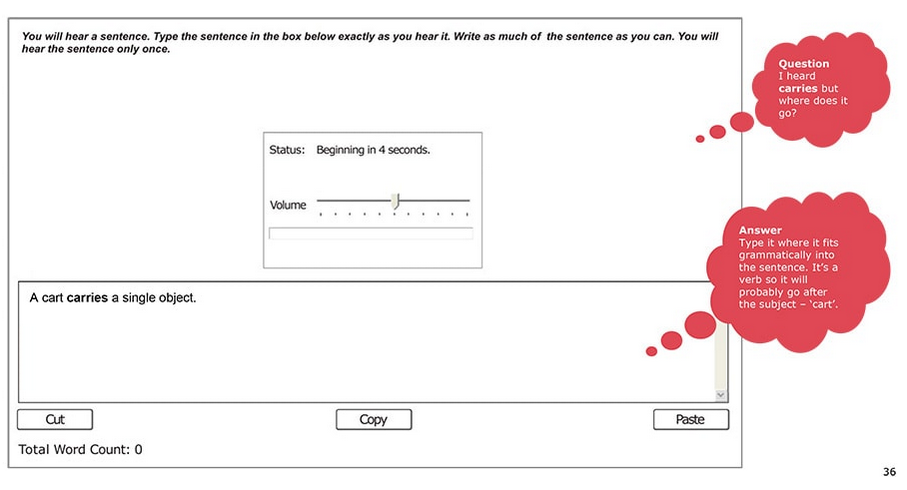 You will hear a sentence. Type the sentence in the box below exactly as you hear it. Write as much of the sentence as you can. You will
hear the sentence only once.
Question
I heard
carries but
where does it
go?
Status: Beginning in 4 seconds.
Volume
Answer
Type it where it fits
grammatically into
the sentence. It's a
verb so it will
probably go after
the subject – 'cart'.
A cart carries a single object.
Cut Copy Paste
Total Word Count: 0
36